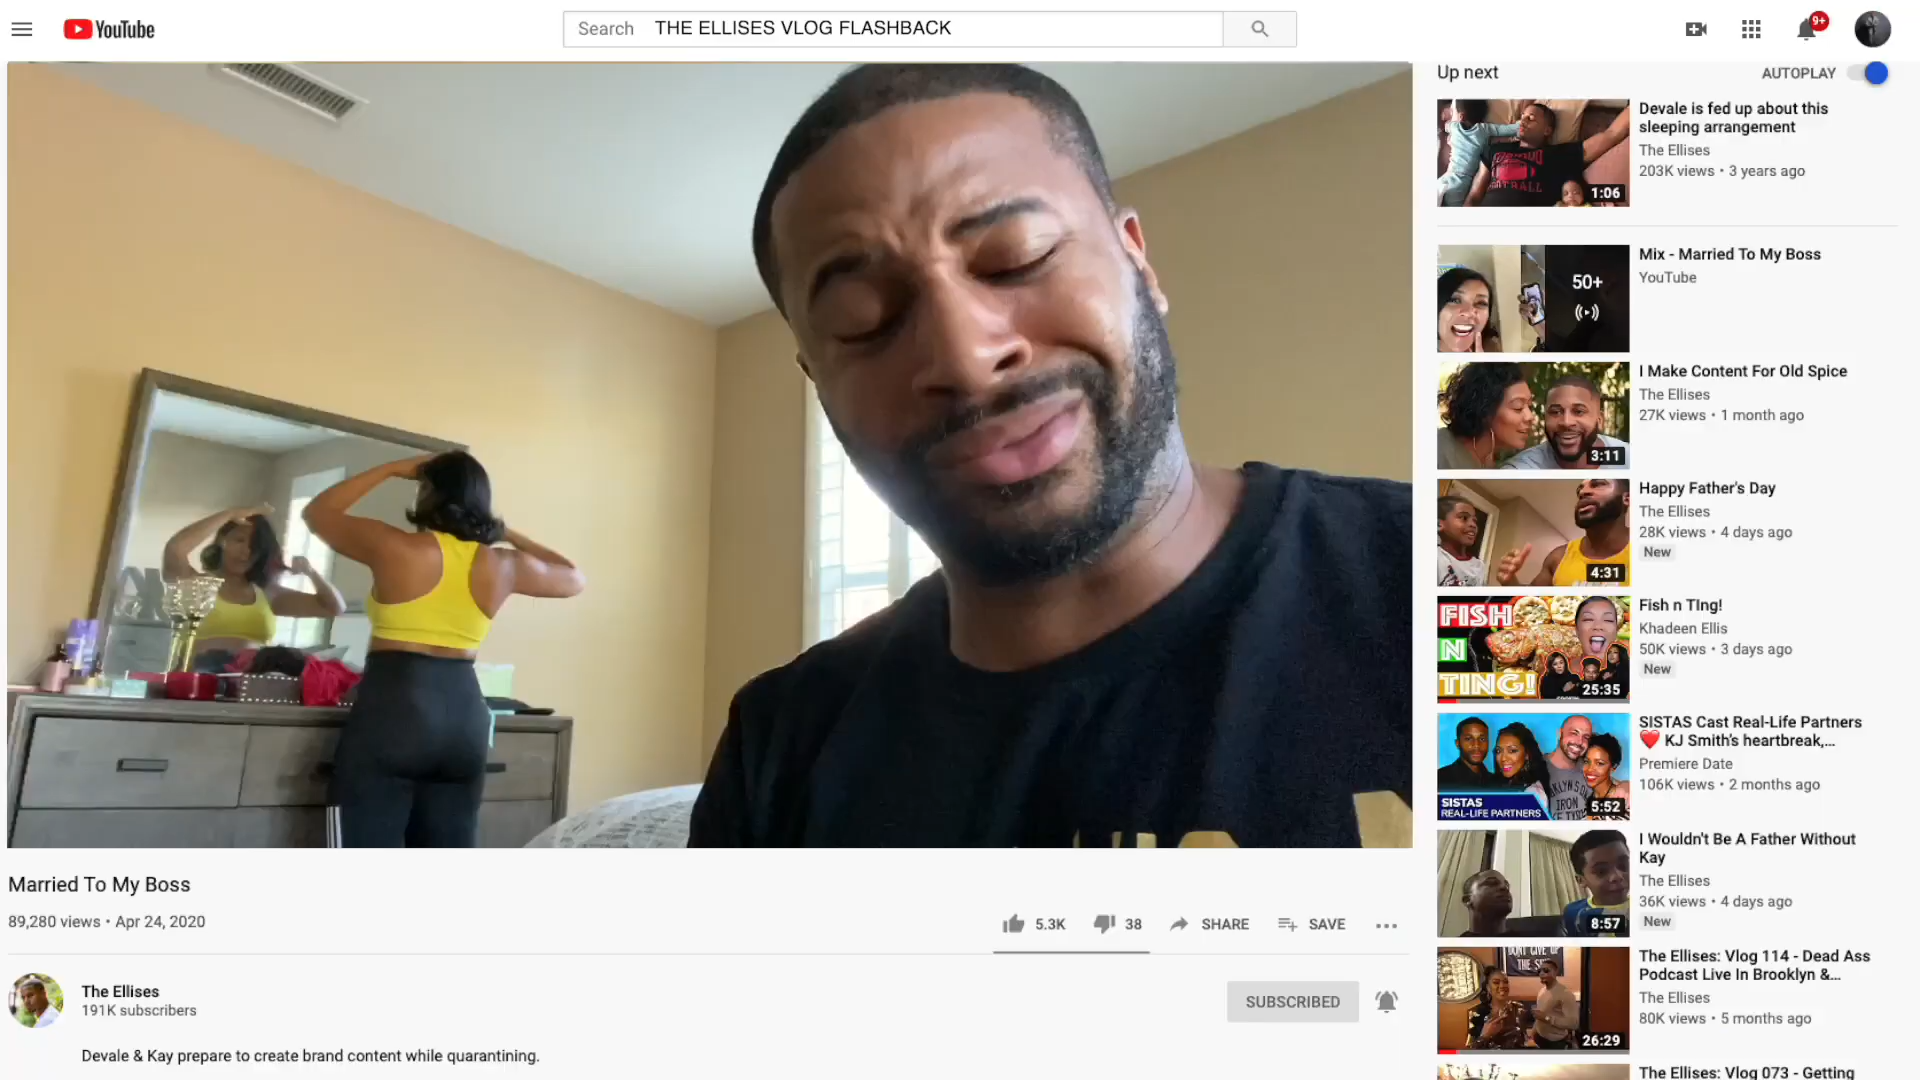 YouTube
Search THE ELLISES VLOG FLASHBACK
9+
Up next
AUTOPLAY
Devale is fed up about this
sleeping arrangement
The Ellises
203K views • 3 years ago
FOOTBALL
1:06
Mix - Married To My Boss
YouTube
50+
I Make Content For Old Spice
The Ellises
27K views • 1 month ago
3:11
Happy Father's Day
The Ellises
28K views • 4 days ago
New
4:31
Fish n TIng!
Khadeen Ellis
50K views • 3 days ago
New
FISH
N
TING!
25:35
SISTAS Cast Real-Life Partners
❤️ KJ Smith's heartbreak,...
Premiere Date
106K views • 2 months ago
SISTAS
REAL-LIFE PARTNERS
5:52
I Wouldn't Be A Father Without
Kay
The Ellises
36K views • 4 days ago
New
8:57
The Ellises: Vlog 114 - Dead Ass
Podcast Live In Brooklyn &...
The Ellises
80K views • 5 months ago
26:29
The Ellises: Vlog 073 - Getting
Married To My Boss
89,280 views • Apr 24, 2020
5.3K
38
SHARE
SAVE
The Ellises
191K subscribers
SUBSCRIBED
Devale & Kay prepare to create brand content while quarantining.